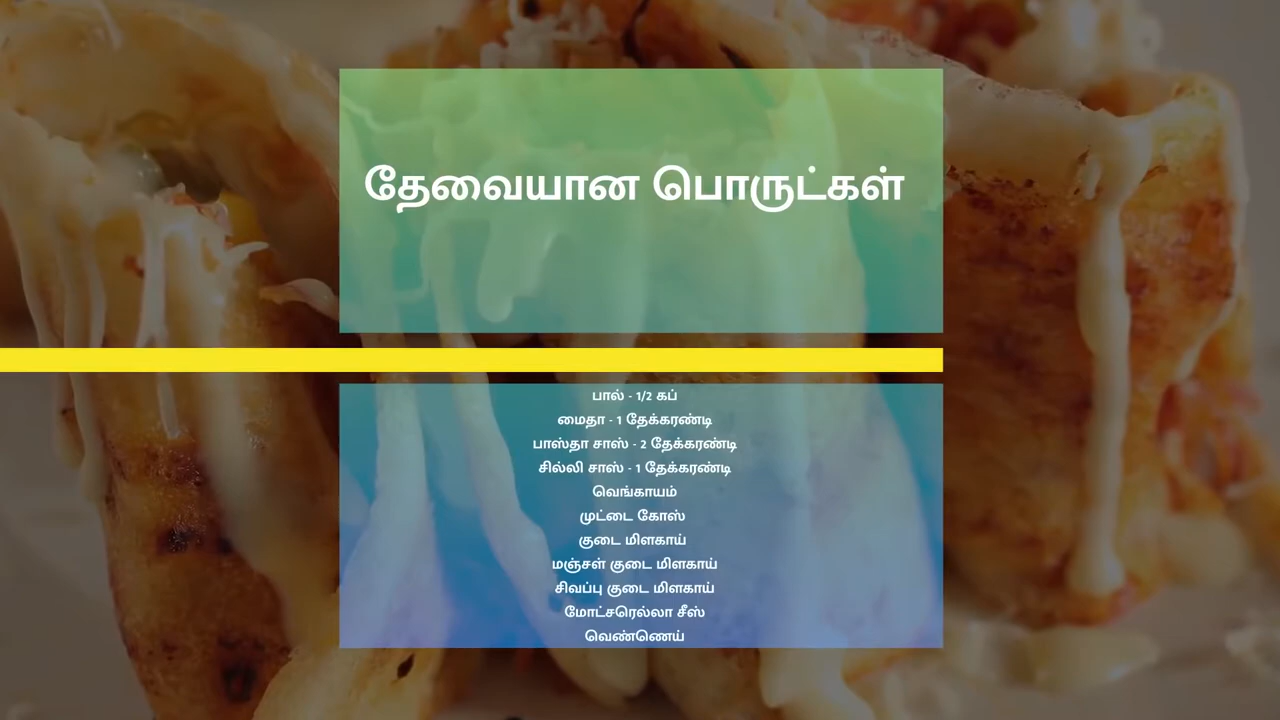 தேவையான பொருட்கள்
பால் - 1/2 கப்
மைதா - 1 தேக்கரண்டி
பாஸ்தா சாஸ் - 2 தேக்கரண்டி
சில்லி சாஸ் - 1 தேக்கரண்டி
வெங்காயம்
முட்டை கோஸ்
குடை மிளகாய்
மஞ்சள் குடை மிளகாய்
சிவப்பு குடை மிளகாய்
மோட்சரெல்லா சீஸ்
வெண்ணெய்